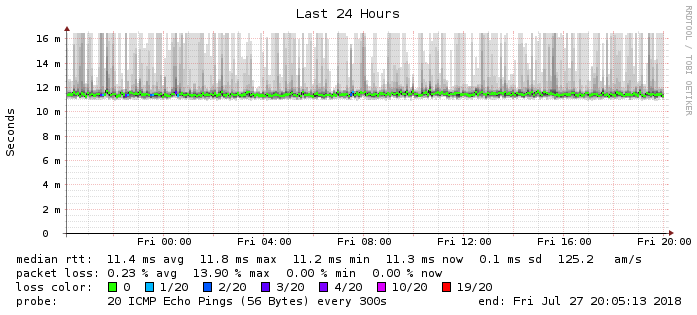 Last 24 Hours
RRDTOOL / TOBI OETIKER
Seconds
16 m
14 m
12 m
10 m
8 m
6 m
4 m
2 m
0
Fri 00:00 Fri 04:00 Fri 08:00 Fri 12:00 Fri 16:00 Fri 20:00
median rtt: 11.4 ms avg 11.8 ms max 11.2 ms min 11.3 ms now 0.1 ms sd 125.2 am/s
packet loss: 0.23 % avg 13.90 % max 0.00 % min 0.00 % now
loss color: 0 1/20 2/20 3/20 4/20 10/20 19/20
probe: 20 ICMP Echo Pings (56 Bytes) every 300s end: Fri Jul 27 20:05:13 2018